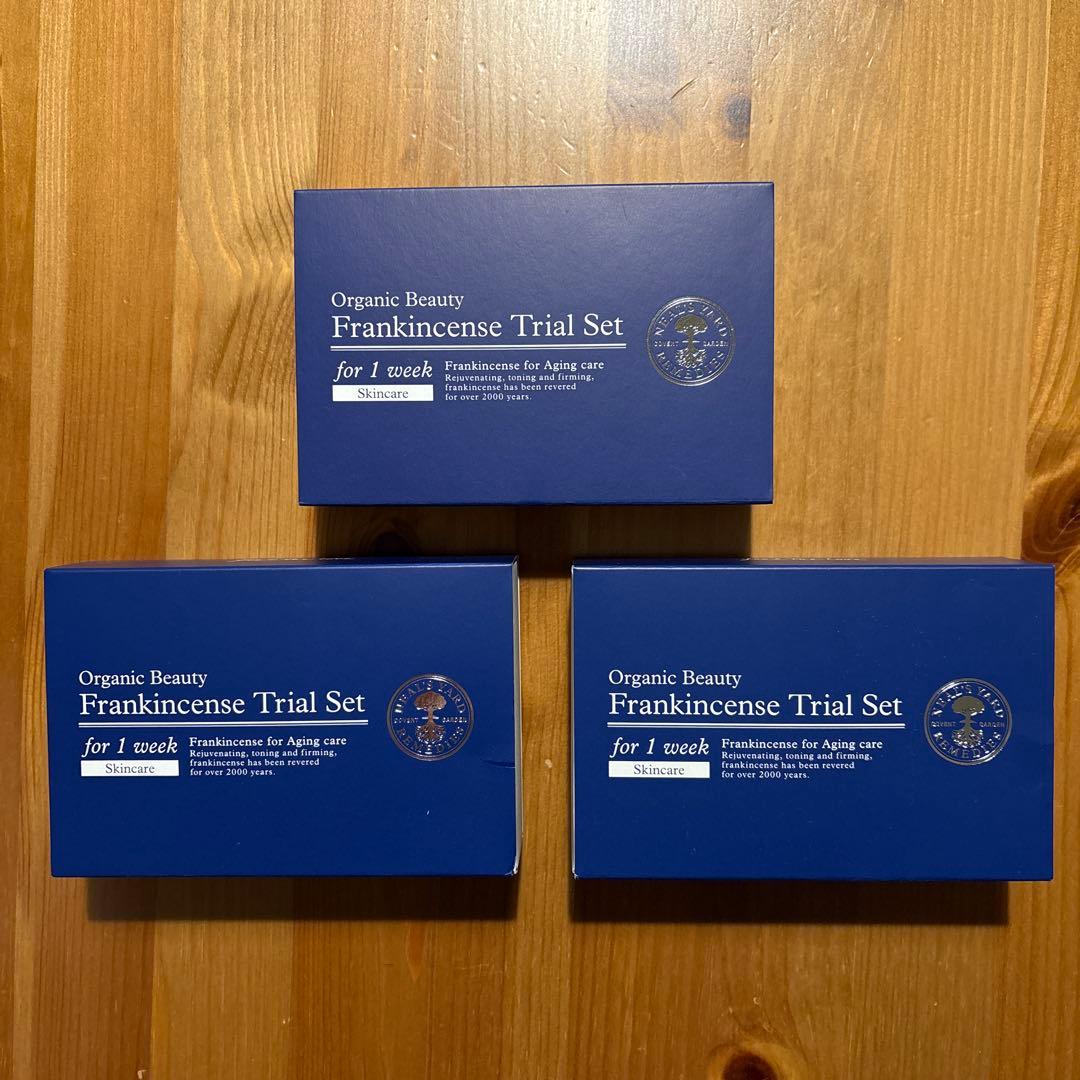 Organic Beauty
Frankincense Trial Set
for 1 week
Skincare
Frankincense for Aging care
Rejuvenating, toning and firming,
frankincense has been revered
for over 2000 years.
NEAL'S YARD
COVENT GARDEN
REMEDIES
Organic Beauty
Frankincense Trial Set
for 1 week
Skincare
Frankincense for Aging care
Rejuvenating, toning and firming,
frankincense has been revered
for over 2000 years.
NEAL'S YARD
COVENT GARDEN
REMEDIES
Organic Beauty
Frankincense Trial Set
for 1 week
Skincare
Frankincense for Aging care
Rejuvenating, toning and firming,
frankincense has been revered
for over 2000 years.
NEAL'S YARD
COVENT GARDEN
REMEDIES